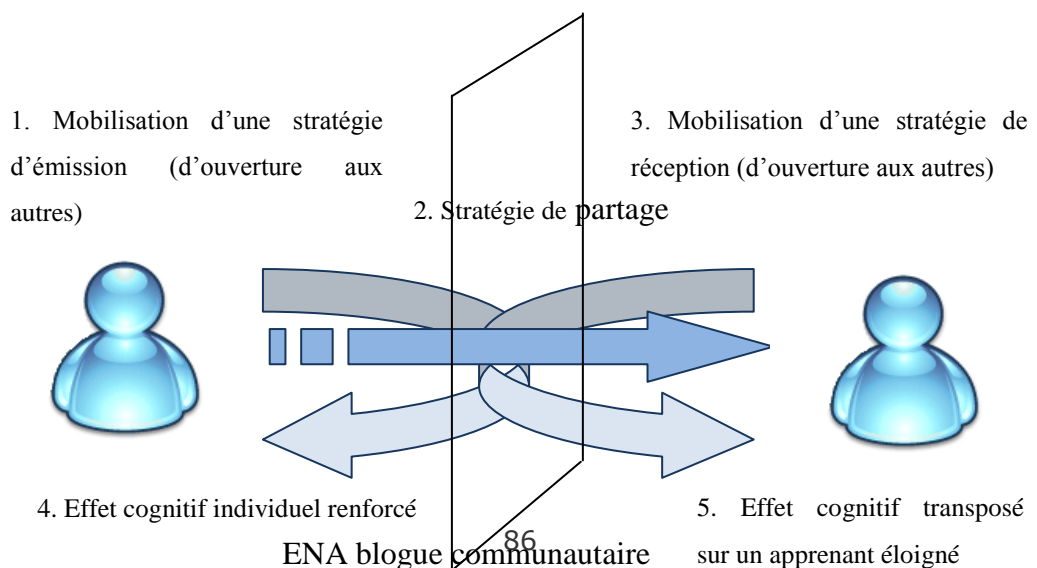 1. Mobilisation d’une stratégie
d’émission (d’ouverture aux
autres)
3. Mobilisation d’une stratégie de
réception (d’ouverture aux autres)
2. Stratégie de partage
4. Effet cognitif individuel renforcé
5. Effet cognitif transposé
sur un apprenant éloigné
86
ENA blogue communautaire